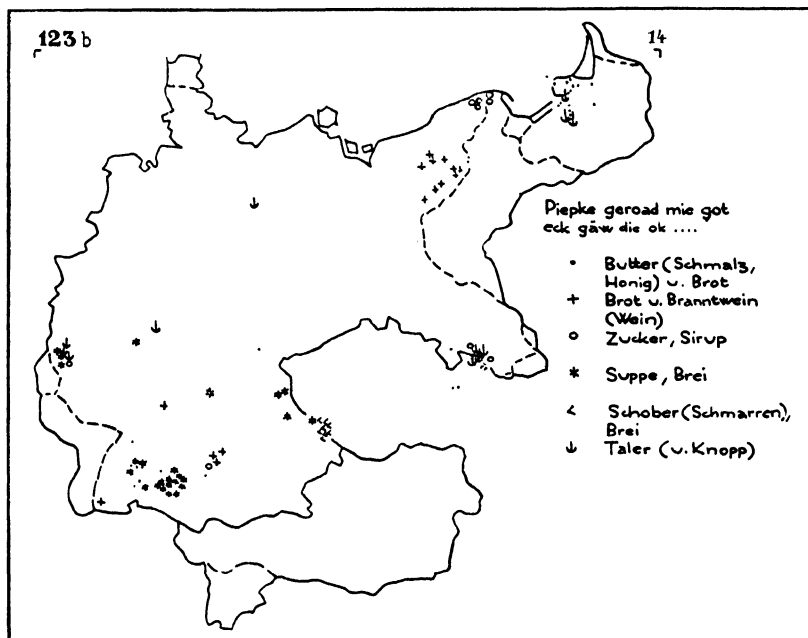 123 b
14
Piepke geroad mie got
eck gäw die ok ....
· Butter (Schmalz,
Honig) u. Brot
+ Brot u. Branntwein
(Wein)
o Zucker, Sirup
* Suppe, Brei
< Schober (Schmarren),
Brei
↓ Taler (u. Knopp)